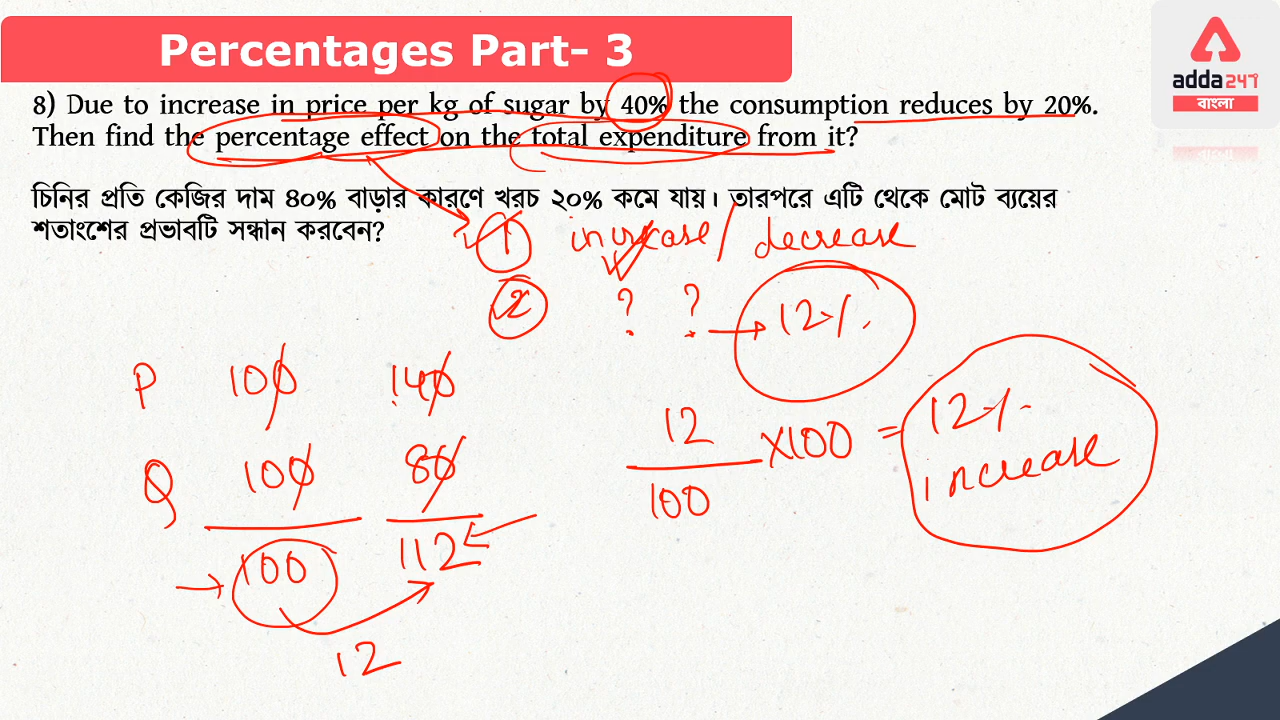 Percentages Part- 3
adda247
বাংলা
8) Due to increase in price per kg of sugar by 40% the consumption reduces by 20%.
Then find the percentage effect on the total expenditure from it?
চিনির প্রতি কেজির দাম ৪০% বাড়ার কারণে খরচ ২০% কমে যায়। তারপরে এটি থেকে মোট ব্যয়ের
শতাংশের প্রভাবটি সন্ধান করবেন?
1 increase / decrease
2 ? ? 12%
P 100 140
12
100 ×100 = 12%
increase
Q 100 80
100 112
12